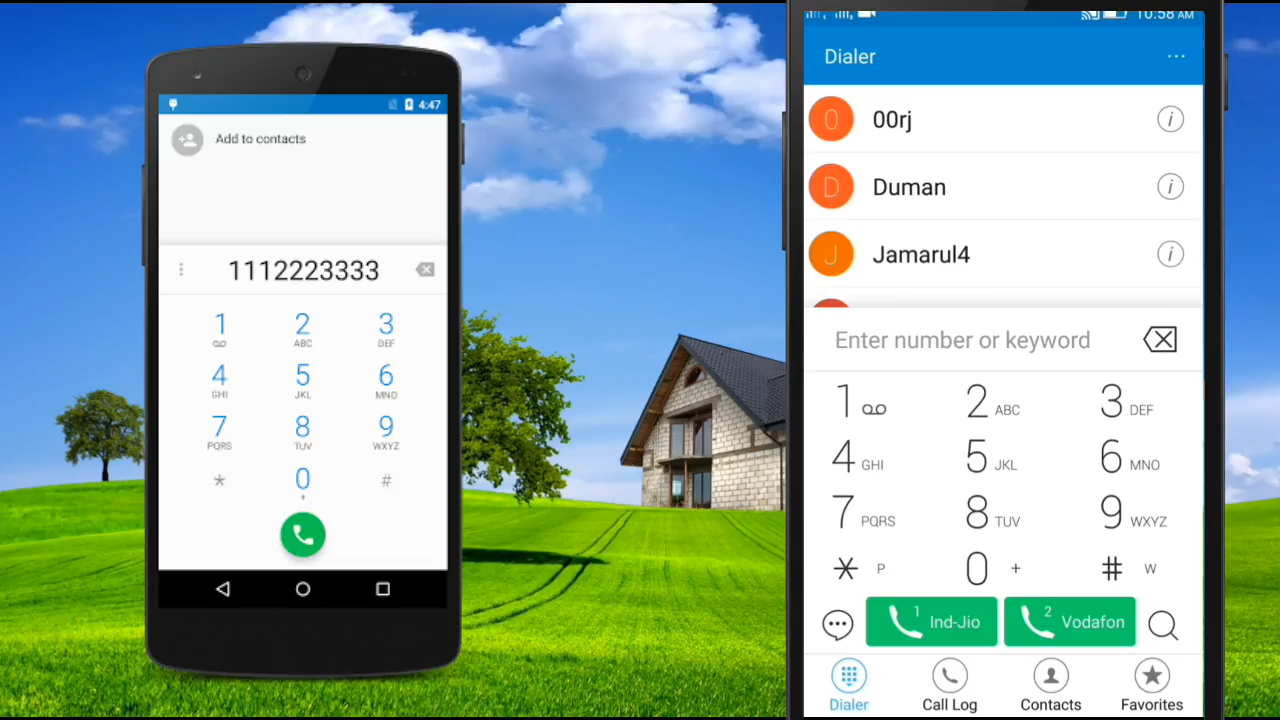 4:47
Add to contacts
1112223333
1 2 3
ABC DEF
4 5 6
GHI JKL MNO
7 8 9
PQRS TUV WXYZ
* 0 #
+
10:58 AM
Dialer ...
0 00rj i
D Duman i
J Jamarul4 i
Enter number or keyword
1 2 ABC 3 DEF
4 GHI 5 JKL 6 MNO
7 PQRS 8 TUV 9 WXYZ
* P 0 + # W
1 Ind-Jio 2 Vodafon
Dialer Call Log Contacts Favorites